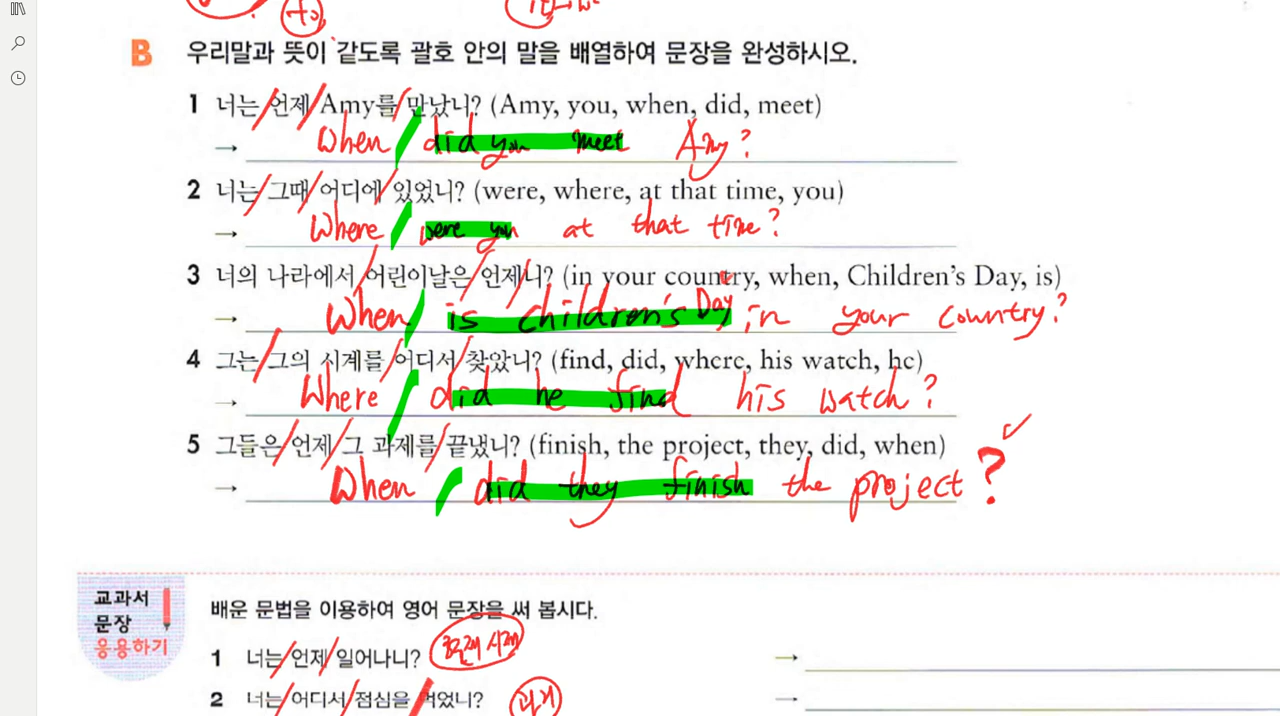 to
B 우리말과 뜻이 같도록 괄호 안의 말을 배열하여 문장을 완성하시오.
1 너는/언제/Amy를/만났니? (Amy, you, when, did, meet)
→ When / did you meet Amy?
2 너는/그때/어디에/있었니? (were, where, at that time, you)
→ Where / were you at that time?
3 너의 나라에서/어린이날은/언제/니? (in your country, when, Children's Day, is)
→ When / is children's Day in your country?
4 그는/그의 시계를/어디서/찾았니? (find, did, where, his watch, he)
→ Where / did he find his watch?
5 그들은/언제/그 과제를/끝냈니? (finish, the project, they, did, when)
→ When / did they finish the project?
교과서
문장
응용하기
배운 문법을 이용하여 영어 문장을 써 봅시다.
1 너는/언제/일어나니? 현재시제 →
2 너는/어디서/점심을/먹었니? 과거 →